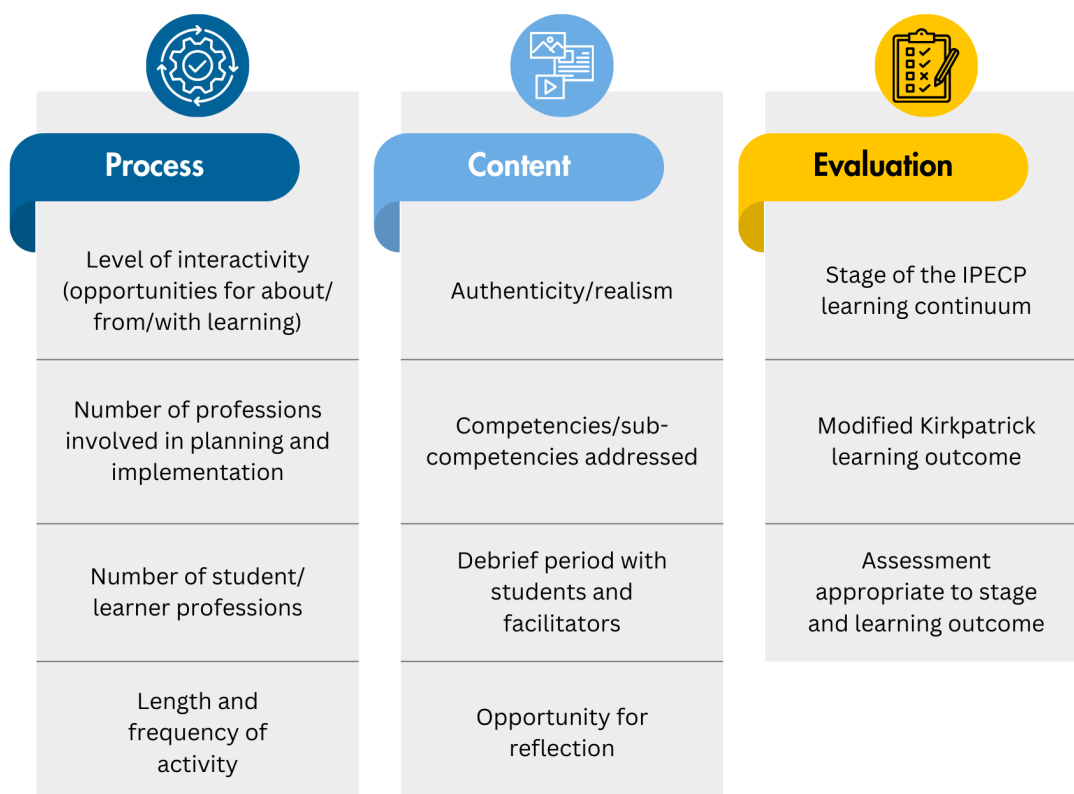 Process
Level of interactivity
(opportunities for about/
from/with learning)
Number of professions
involved in planning and
implementation
Number of student/
learner professions
Length and
frequency of
activity
Content
Authenticity/realism
Competencies/sub-
competencies addressed
Debrief period with
students and
facilitators
Opportunity for
reflection
Evaluation
Stage of the IPECP
learning continuum
Modified Kirkpatrick
learning outcome
Assessment
appropriate to stage
and learning outcome